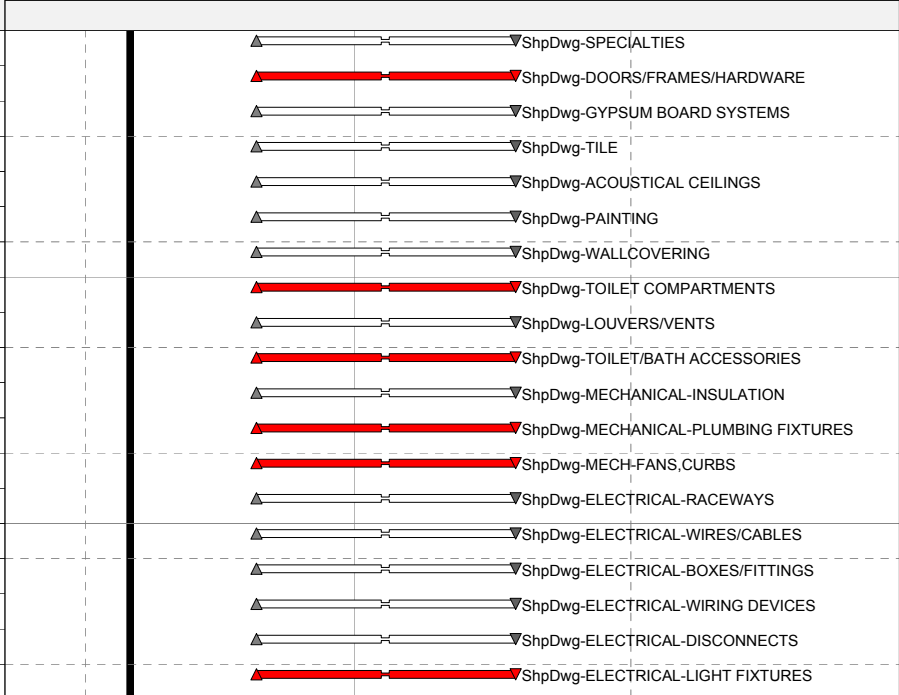 ShpDwg-SPECIALTIES
ShpDwg-DOORS/FRAMES/HARDWARE
ShpDwg-GYPSUM BOARD SYSTEMS
ShpDwg-TILE
ShpDwg-ACOUSTICAL CEILINGS
ShpDwg-PAINTING
ShpDwg-WALLCOVERING
ShpDwg-TOILET COMPARTMENTS
ShpDwg-LOUVERS/VENTS
ShpDwg-TOILET/BATH ACCESSORIES
ShpDwg-MECHANICAL-INSULATION
ShpDwg-MECHANICAL-PLUMBING FIXTURES
ShpDwg-MECH-FANS,CURBS
ShpDwg-ELECTRICAL-RACEWAYS
ShpDwg-ELECTRICAL-WIRES/CABLES
ShpDwg-ELECTRICAL-BOXES/FITTINGS
ShpDwg-ELECTRICAL-WIRING DEVICES
ShpDwg-ELECTRICAL-DISCONNECTS
ShpDwg-ELECTRICAL-LIGHT FIXTURES